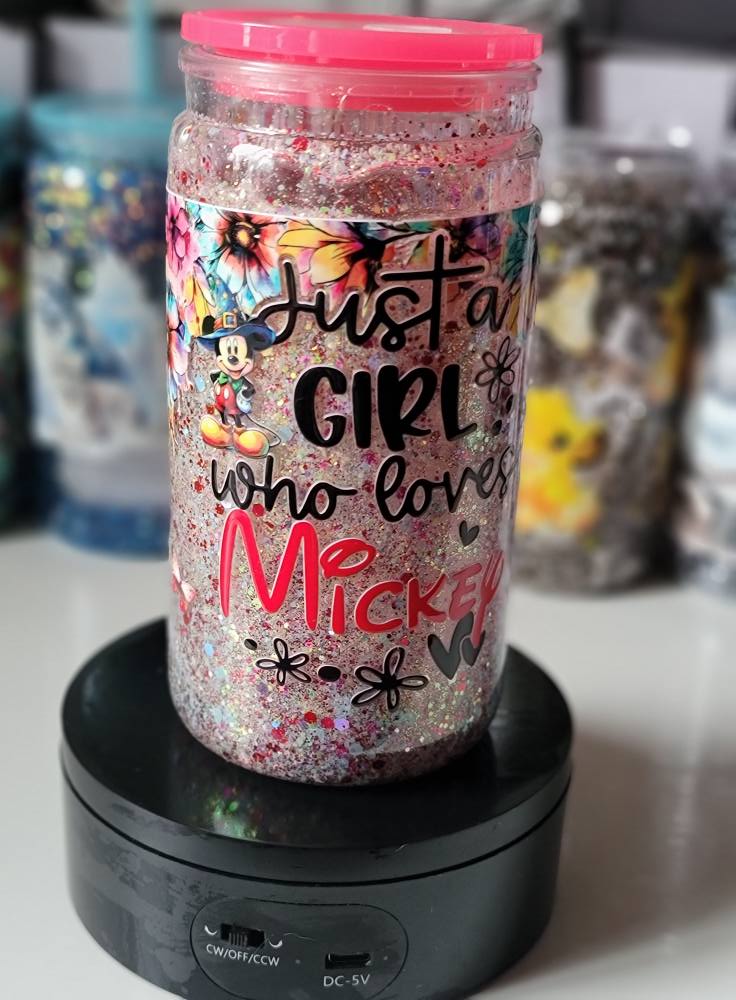 Just a
GIRL
who loves
MICKEY
CW/OFF/CCW
DC-5V